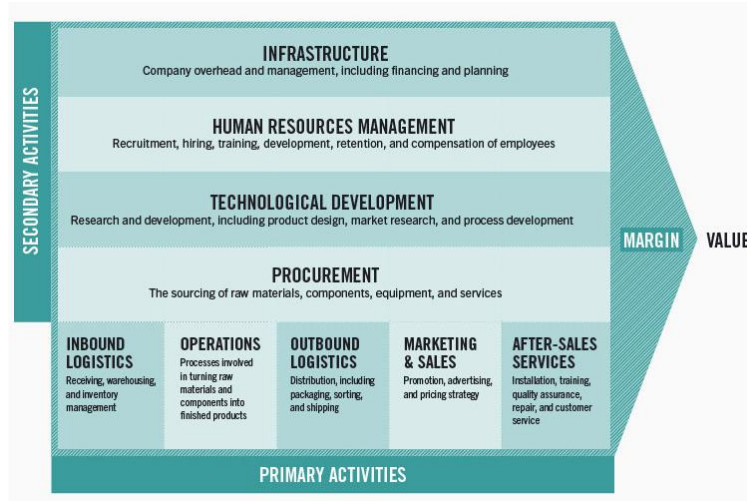 SECONDARY ACTIVITIES
INFRASTRUCTURE
Company overhead and management, including financing and planning
HUMAN RESOURCES MANAGEMENT
Recruitment, hiring, training, development, retention, and compensation of employees
TECHNOLOGICAL DEVELOPMENT
Research and development, including product design, market research, and process development
PROCUREMENT
The sourcing of raw materials, components, equipment, and services
INBOUND
LOGISTICS
Receiving, warehousing,
and inventory
management
OPERATIONS
Processes involved
in turning raw
materials and
components into
finished products
OUTBOUND
LOGISTICS
Distribution, including
packaging, sorting,
and shipping
MARKETING
& SALES
Promotion, advertising,
and pricing strategy
AFTER-SALES
SERVICES
Installation, training,
quality assurance,
repair, and customer
service
PRIMARY ACTIVITIES
MARGIN
VALUE